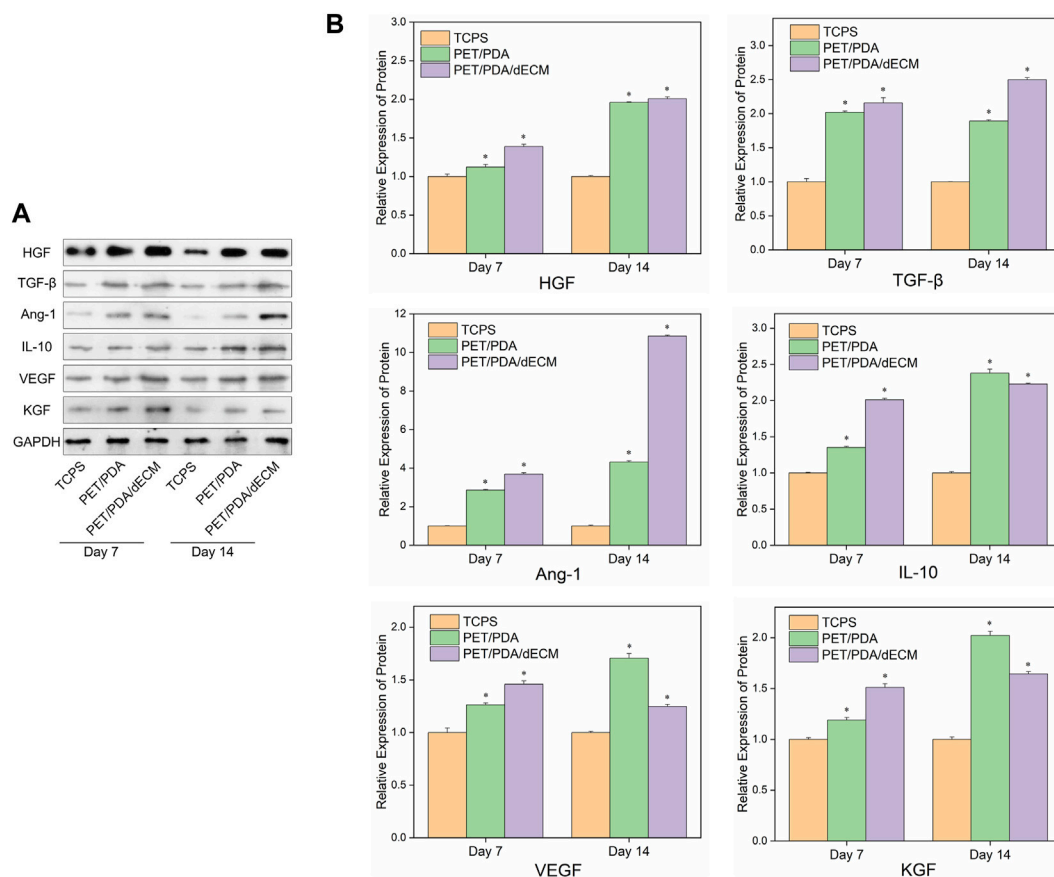 A
HGF
TGF-β
Ang-1
IL-10
VEGF
KGF
GAPDH
TCPS
PET/PDA
PET/PDA/dECM
TCPS
PET/PDA
PET/PDA/dECM
Day 7
Day 14
B
Relative Expression of Protein
3.0
2.5
2.0
1.5
1.0
0.5
0.0
TCPS
PET/PDA
PET/PDA/dECM
*
*
*
*
Day 7
Day 14
HGF
Relative Expression of Protein
3.0
2.5
2.0
1.5
1.0
0.5
0.0
TCPS
PET/PDA
PET/PDA/dECM
*
*
*
*
Day 7
Day 14
TGF-β
Relative Expression of Protein
12
10
8
6
4
2
0
TCPS
PET/PDA
PET/PDA/dECM
*
*
*
*
Day 7
Day 14
Ang-1
Relative Expression of Protein
3.0
2.5
2.0
1.5
1.0
0.5
0.0
TCPS
PET/PDA
PET/PDA/dECM
*
*
*
*
Day 7
Day 14
IL-10
Relative Expression of Protein
2.0
1.5
1.0
0.5
0.0
TCPS
PET/PDA
PET/PDA/dECM
*
*
*
*
Day 7
Day 14
VEGF
Relative Expression of Protein
2.0
1.5
1.0
0.5
0.0
TCPS
PET/PDA
PET/PDA/dECM
*
*
*
*
Day 7
Day 14
KGF